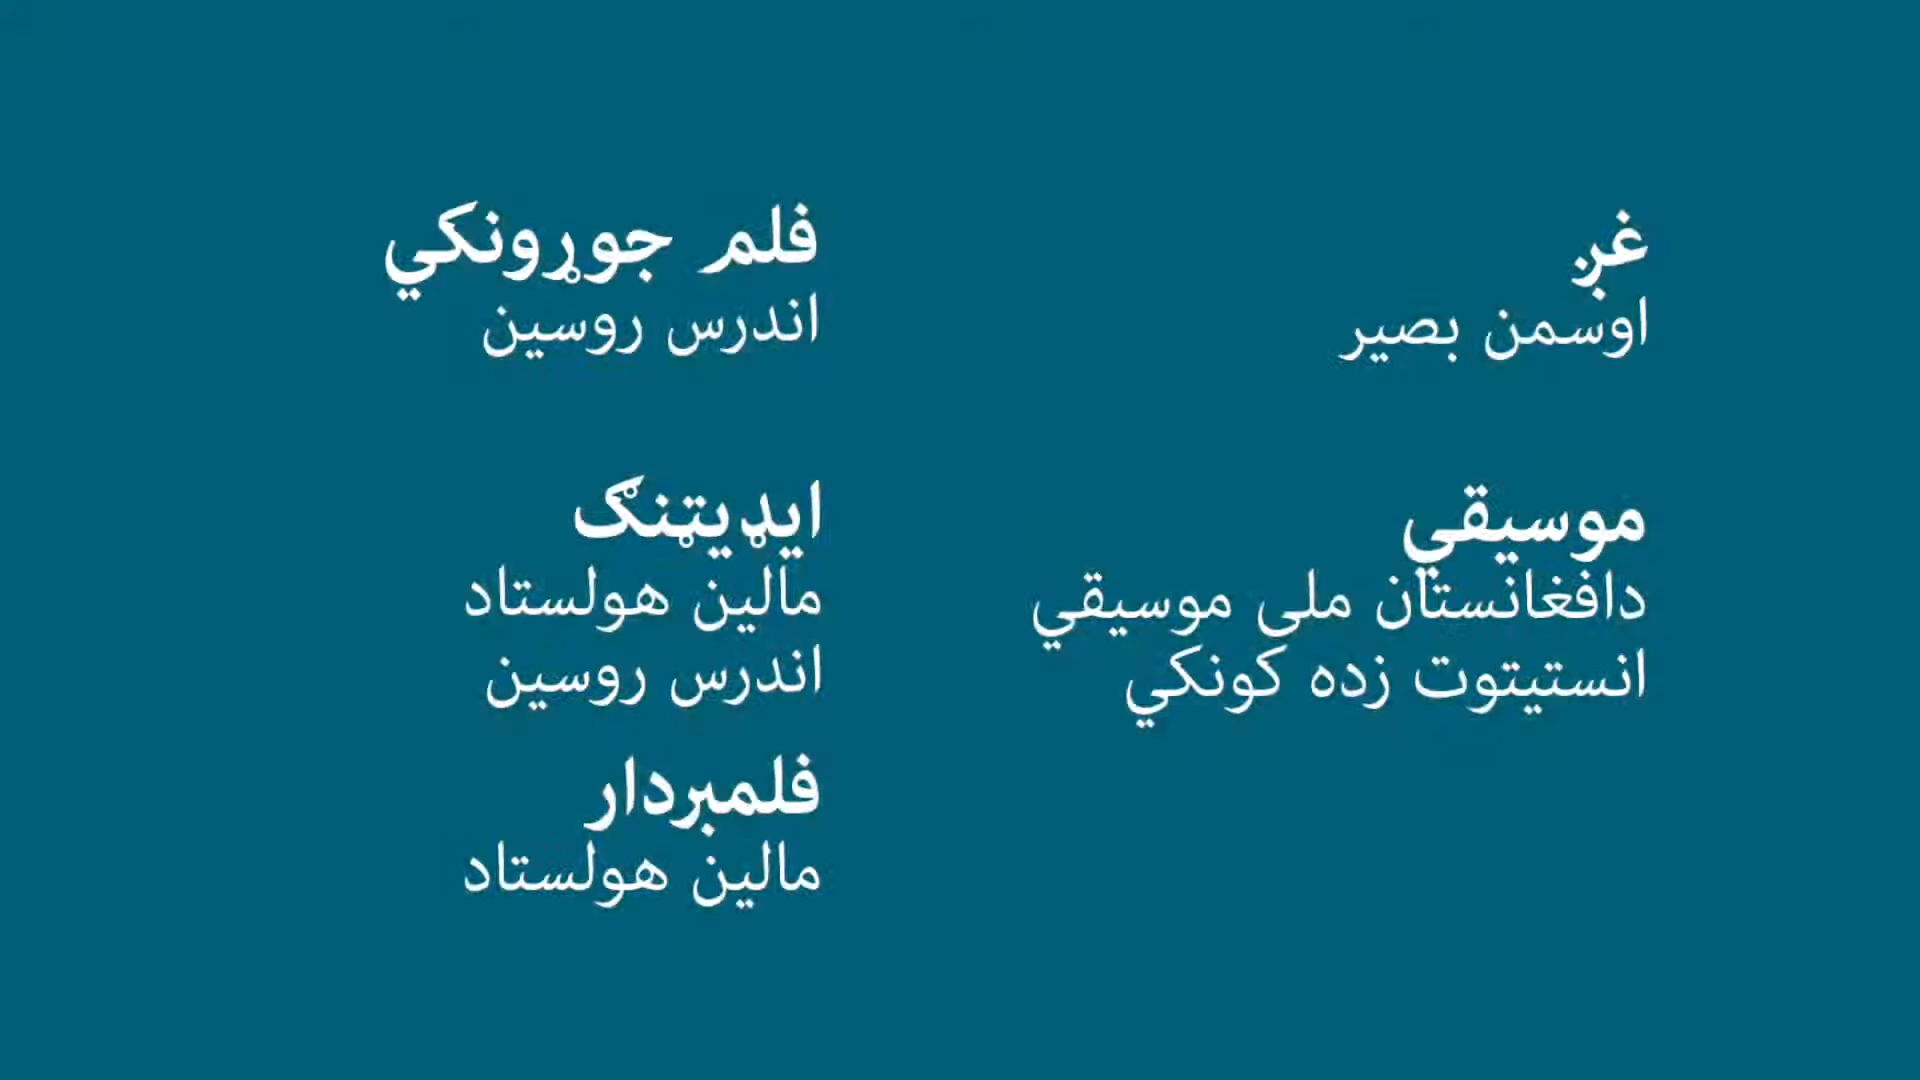 غږ
اوسمن بصیر
موسیقي
دافغانستان ملی موسیقي
انستیتوت زده کونکي
فلم جوړونکي
اندرس روسین
ایډیټنګ
مالین هولستاد
اندرس روسین
فلمبردار
مالین هولستاد